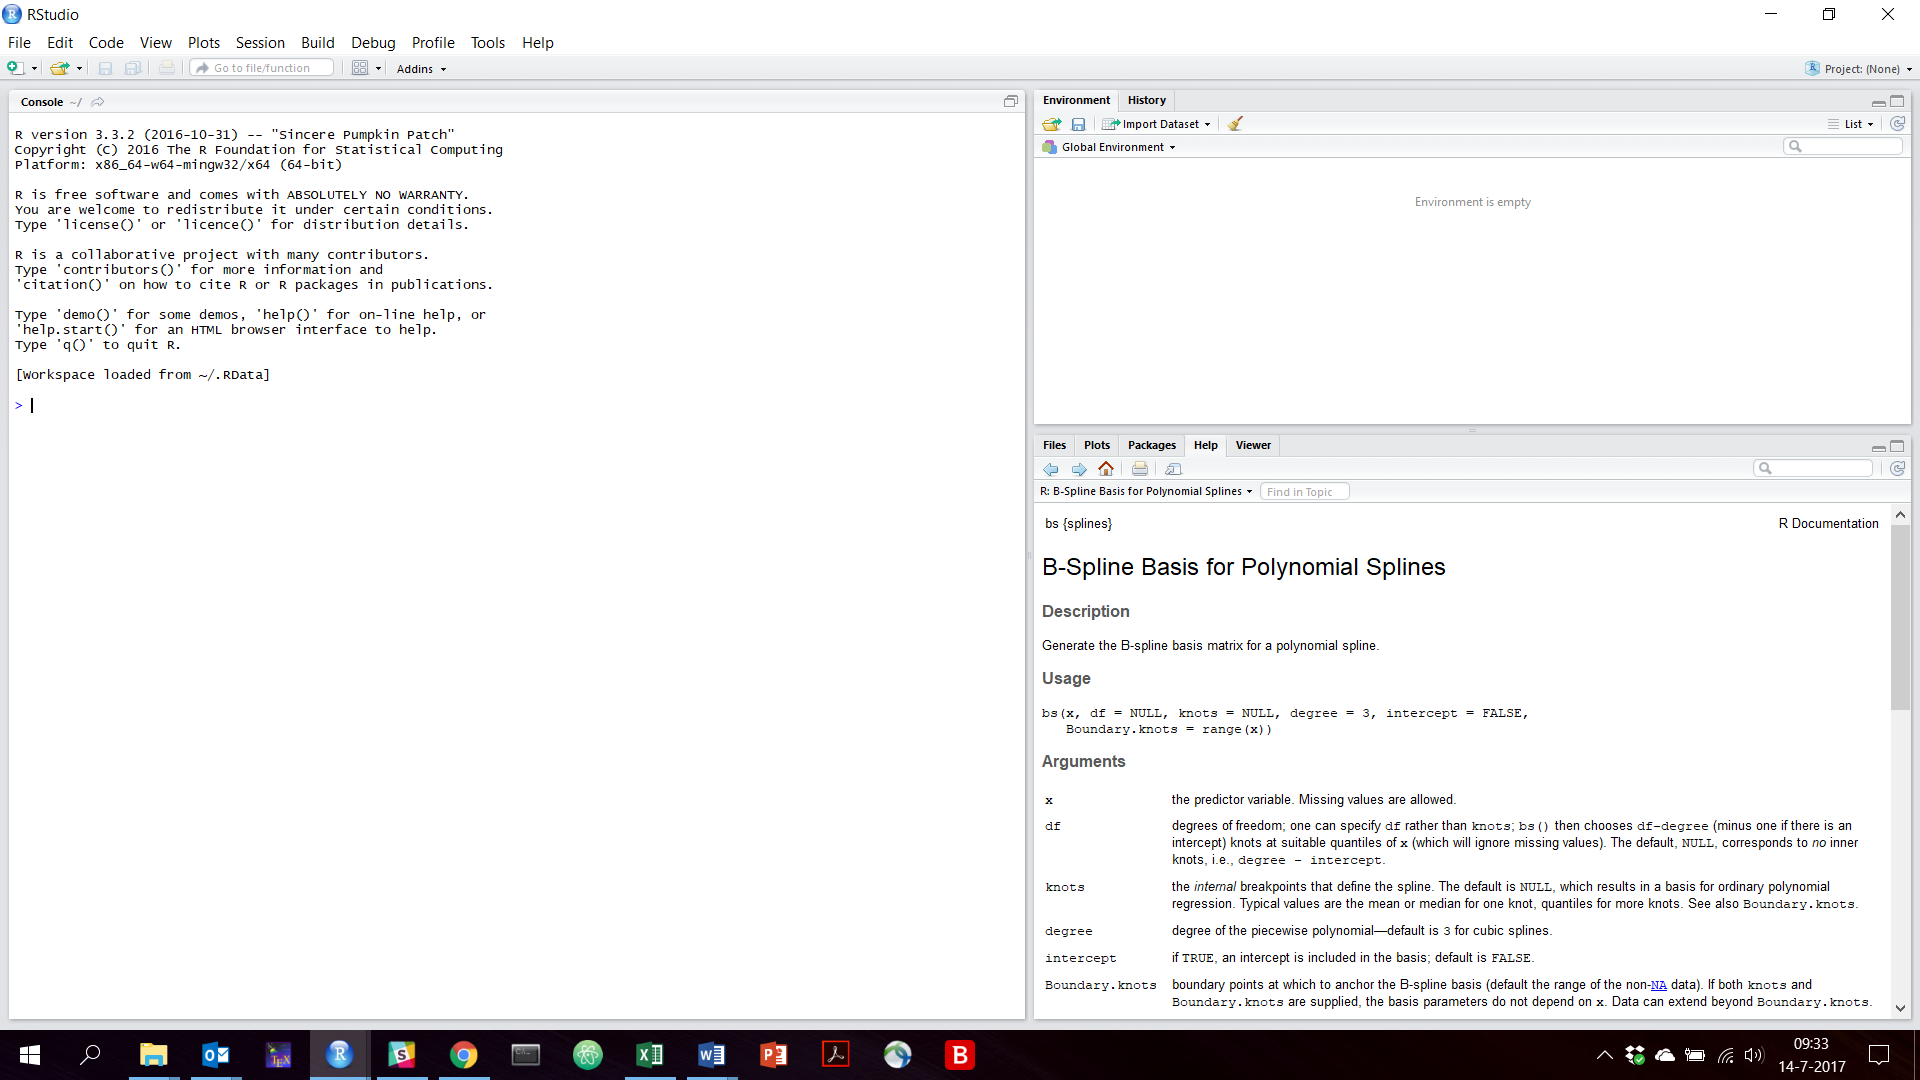 RStudio
File Edit Code View Plots Session Build Debug Profile Tools Help
Go to file/function Addins Project: (None)
Console ~/
R version 3.3.2 (2016-10-31) -- "Sincere Pumpkin Patch"
Copyright (C) 2016 The R Foundation for Statistical Computing
Platform: x86_64-w64-mingw32/x64 (64-bit)
R is free software and comes with ABSOLUTELY NO WARRANTY.
You are welcome to redistribute it under certain conditions.
Type 'license()' or 'licence()' for distribution details.
R is a collaborative project with many contributors.
Type 'contributors()' for more information and
'citation()' on how to cite R or R packages in publications.
Type 'demo()' for some demos, 'help()' for on-line help, or
'help.start()' for an HTML browser interface to help.
Type 'q()' to quit R.
[Workspace loaded from ~/.RData]
>
Environment History
Import Dataset List
Global Environment
Environment is empty
Files Plots Packages Help Viewer
R: B-Spline Basis for Polynomial Splines Find in Topic
bs {splines} R Documentation
B-Spline Basis for Polynomial Splines
Description
Generate the B-spline basis matrix for a polynomial spline.
Usage
bs(x, df = NULL, knots = NULL, degree = 3, intercept = FALSE,
Boundary.knots = range(x))
Arguments
x the predictor variable. Missing values are allowed.
df degrees of freedom; one can specify df rather than knots; bs() then chooses df-degree (minus one if there is an
intercept) knots at suitable quantiles of x (which will ignore missing values). The default, NULL, corresponds to no inner
knots, i.e., degree - intercept.
knots the internal breakpoints that define the spline. The default is NULL, which results in a basis for ordinary polynomial
regression. Typical values are the mean or median for one knot, quantiles for more knots. See also Boundary.knots.
degree degree of the piecewise polynomial—default is 3 for cubic splines.
intercept if TRUE, an intercept is included in the basis; default is FALSE.
Boundary.knots boundary points at which to anchor the B-spline basis (default the range of the non-NA data). If both knots and
Boundary.knots are supplied, the basis parameters do not depend on x. Data can extend beyond Boundary.knots.
09:33
14-7-2017